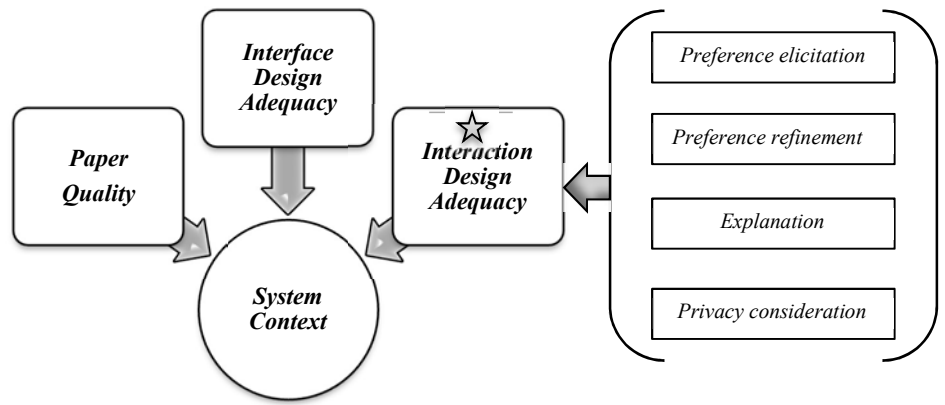 Interface
Design
Adequacy
Paper
Quality
Interaction
Design
Adequacy
System
Context
Preference elicitation
Preference refinement
Explanation
Privacy consideration